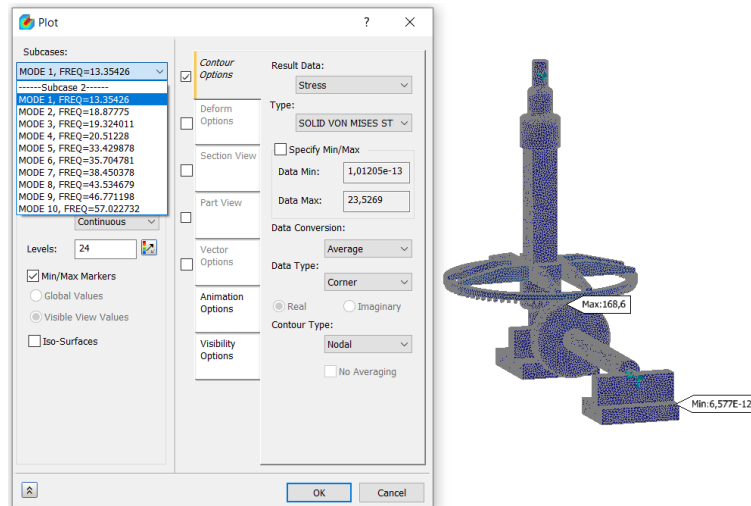 Plot
?
Subcases:
MODE 1, FREQ=13.35426
------Subcase 2------
MODE 1, FREQ=13.35426
MODE 2, FREQ=18.87775
MODE 3, FREQ=19.324011
MODE 4, FREQ=20.51228
MODE 5, FREQ=33.429878
MODE 6, FREQ=35.704781
MODE 7, FREQ=38.450378
MODE 8, FREQ=43.534679
MODE 9, FREQ=46.771198
MODE 10, FREQ=57.022732
Continuous
Levels:
24
Min/Max Markers
Global Values
Visible View Values
Iso-Surfaces
Contour
Options
Deform
Options
Section View
Part View
Vector
Options
Animation
Options
Visibility
Options
Result Data:
Stress
Type:
SOLID VON MISES ST
Specify Min/Max
Data Min:
1,01205e-13
Data Max:
23,5269
Data Conversion:
Average
Data Type:
Corner
Real
Imaginary
Contour Type:
Nodal
No Averaging
OK
Cancel
Max:168,6
Min:6,577E-12